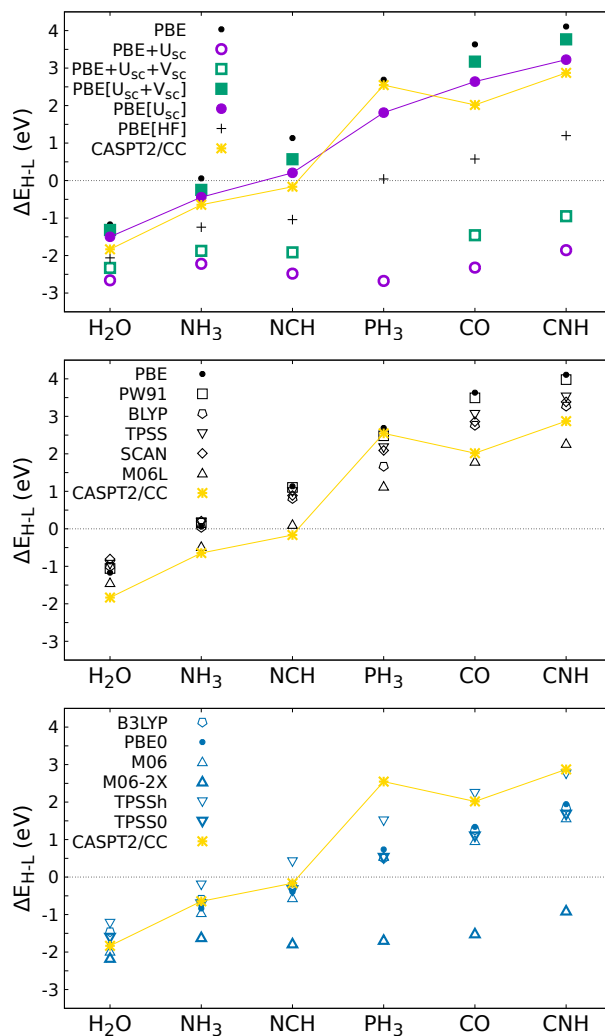 PBE
PBE+Usc
PBE+Usc+Vsc
PBE[Usc+Vsc]
PBE[Usc]
PBE[HF]
CASPT2/CC
ΔE_H-L (eV)
4
3
2
1
0
-1
-2
-3
H₂O NH₃ NCH PH₃ CO CNH
PBE
PW91
BLYP
TPSS
SCAN
M06L
CASPT2/CC
ΔE_H-L (eV)
4
3
2
1
0
-1
-2
-3
H₂O NH₃ NCH PH₃ CO CNH
B3LYP
PBE0
M06
M06-2X
TPSSh
TPSS0
CASPT2/CC
ΔE_H-L (eV)
4
3
2
1
0
-1
-2
-3
H₂O NH₃ NCH PH₃ CO CNH